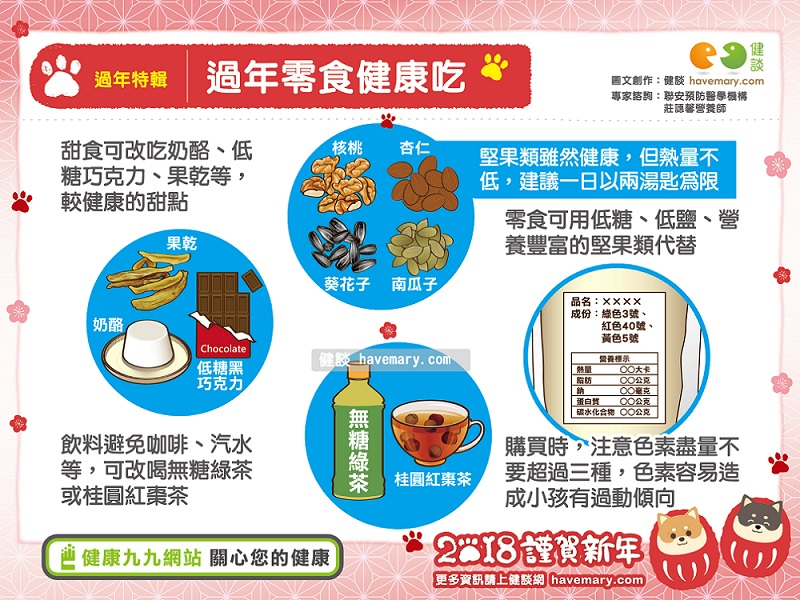 過年特輯
過年零食健康吃
健談
圖文創作：健談 havemary.com
專家諮詢：聯安預防醫學機構
莊詩馨營養師
甜食可改吃奶酪、低
糖巧克力、果乾等，
較健康的甜點
果乾
奶酪
Chocolate
低糖黑
巧克力
核桃
杏仁
葵花子
南瓜子
堅果類雖然健康，但熱量不
低，建議一日以兩湯匙為限
零食可用低糖、低鹽、營
養豐富的堅果類代替
健談 havemary.com
飲料避免咖啡、汽水
等，可改喝無糖綠茶
或桂圓紅棗茶
無糖綠茶
桂圓紅棗茶
品名：××××
成份：綠色3號、
紅色40號、
黃色5號
營養標示
熱量 ○○大卡
脂肪 ○○公克
鈉 ○○毫克
蛋白質 ○○公克
碳水化合物 ○○公克
購買時，注意色素盡量不
要超過三種，色素容易造
成小孩有過動傾向
健康九九網站 關心您的健康
2018謹賀新年
更多資訊請上健談網 havemary.com